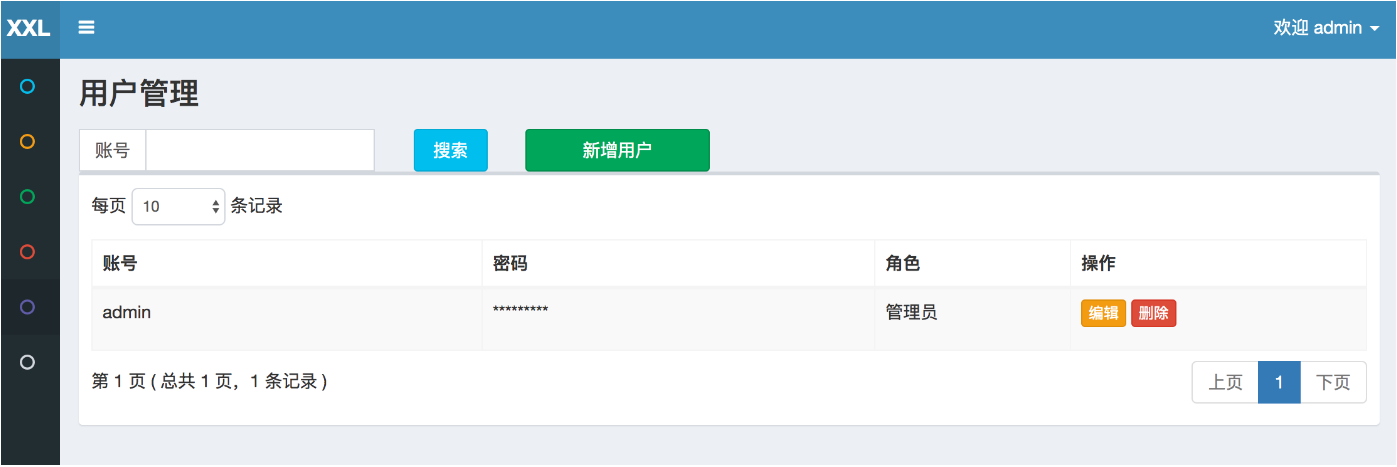 XXL 欢迎 admin
用户管理
账号 搜索 新增用户
每页 10 条记录
账号 密码 角色 操作
admin ********* 管理员 编辑 删除
第 1 页 ( 总共 1 页，1 条记录 ) 上页 1 下页